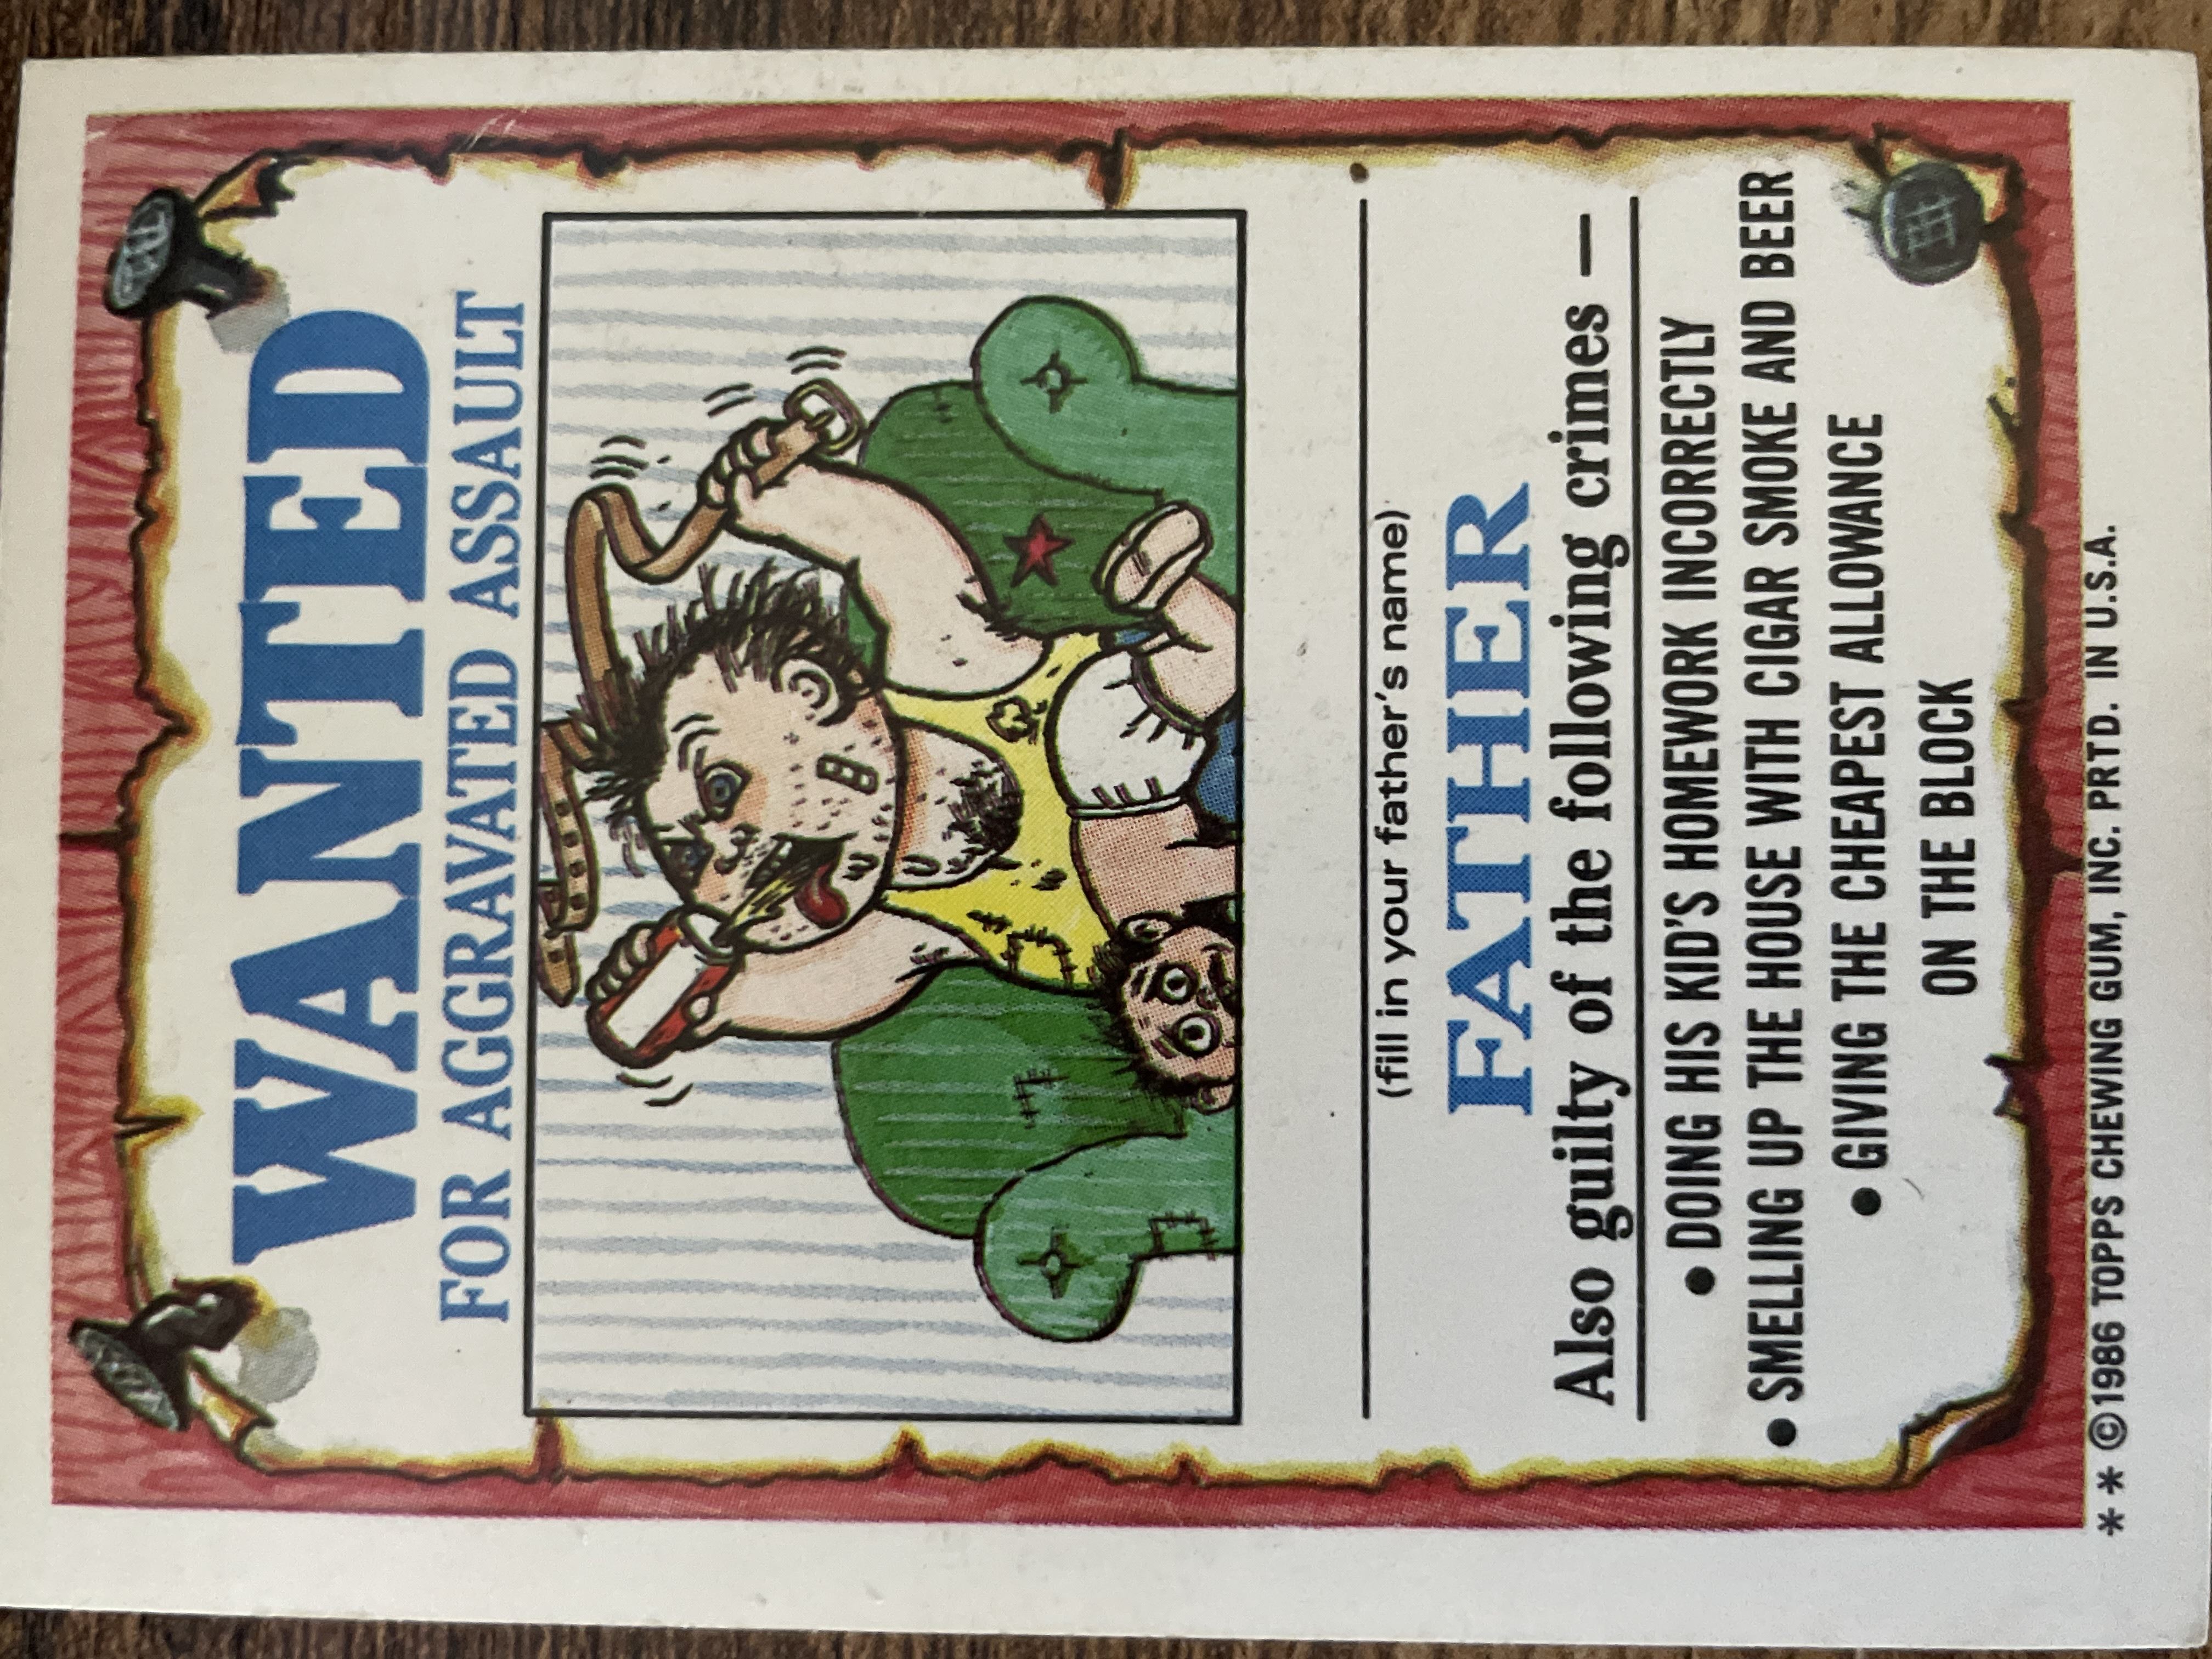 WANTED
FOR AGGRAVATED ASSAULT
(fill in your father's name)
FATHER
Also guilty of the following crimes —
• DOING HIS KID'S HOMEWORK INCORRECTLY
• SMELLING UP THE HOUSE WITH CIGAR SMOKE AND BEER
• GIVING THE CHEAPEST ALLOWANCE
ON THE BLOCK
** ©1986 TOPPS CHEWING GUM, INC. PRTD. IN U.S.A.